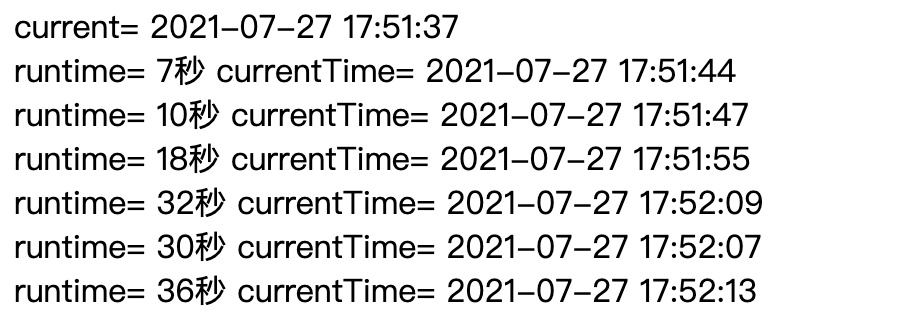 current= 2021-07-27 17:51:37
runtime= 7秒 currentTime= 2021-07-27 17:51:44
runtime= 10秒 currentTime= 2021-07-27 17:51:47
runtime= 18秒 currentTime= 2021-07-27 17:51:55
runtime= 32秒 currentTime= 2021-07-27 17:52:09
runtime= 30秒 currentTime= 2021-07-27 17:52:07
runtime= 36秒 currentTime= 2021-07-27 17:52:13